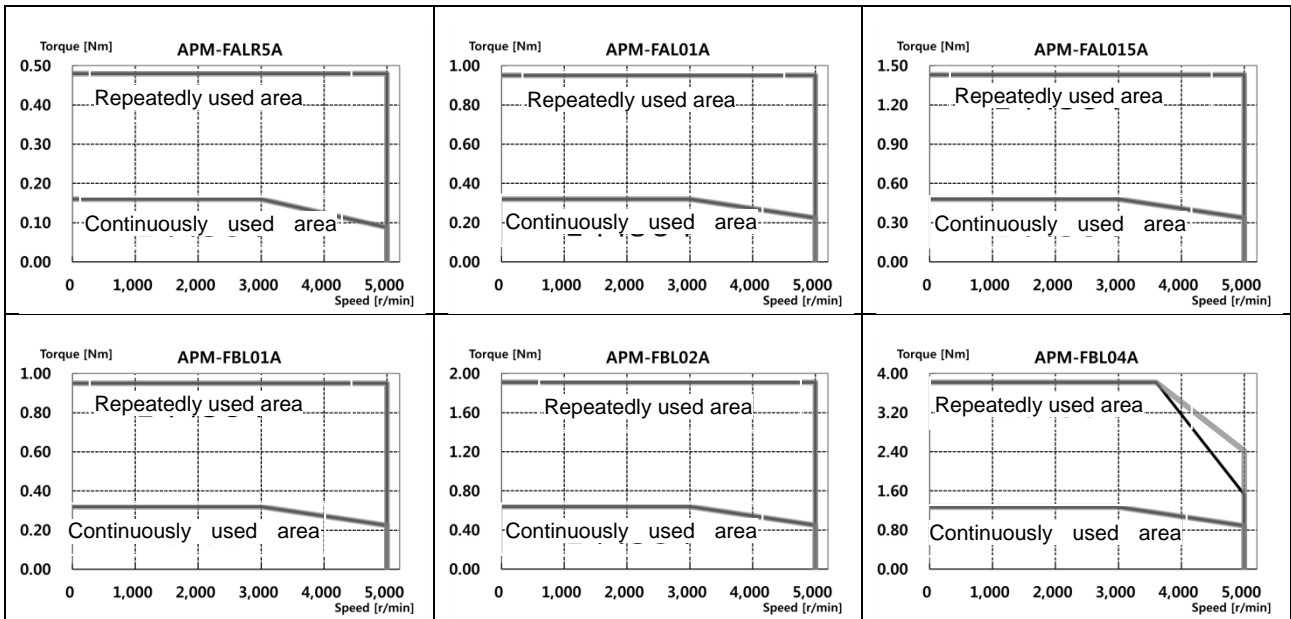 Torque [Nm] APM-FALR5A
0.50
Repeatedly used area
0.40
0.30
0.20
Continuously used area
0.10
0.00
0 1,000 2,000 3,000 4,000 5,000
Speed [r/min]
Torque [Nm] APM-FAL01A
1.00
Repeatedly used area
0.80
0.60
0.40
Continuously used area
0.20
0.00
0 1,000 2,000 3,000 4,000 5,000
Speed [r/min]
Torque [Nm] APM-FAL015A
1.50
Repeatedly used area
1.20
0.90
0.60
Continuously used area
0.30
0.00
0 1,000 2,000 3,000 4,000 5,000
Speed [r/min]
Torque [Nm] APM-FBL01A
1.00
Repeatedly used area
0.80
0.60
0.40
Continuously used area
0.20
0.00
0 1,000 2,000 3,000 4,000 5,000
Speed [r/min]
Torque [Nm] APM-FBL02A
2.00
Repeatedly used area
1.60
1.20
0.80
Continuously used area
0.40
0.00
0 1,000 2,000 3,000 4,000 5,000
Speed [r/min]
Torque [Nm] APM-FBL04A
4.00
Repeatedly used area
3.20
2.40
1.60
Continuously used area
0.80
0.00
0 1,000 2,000 3,000 4,000 5,000
Speed [r/min]